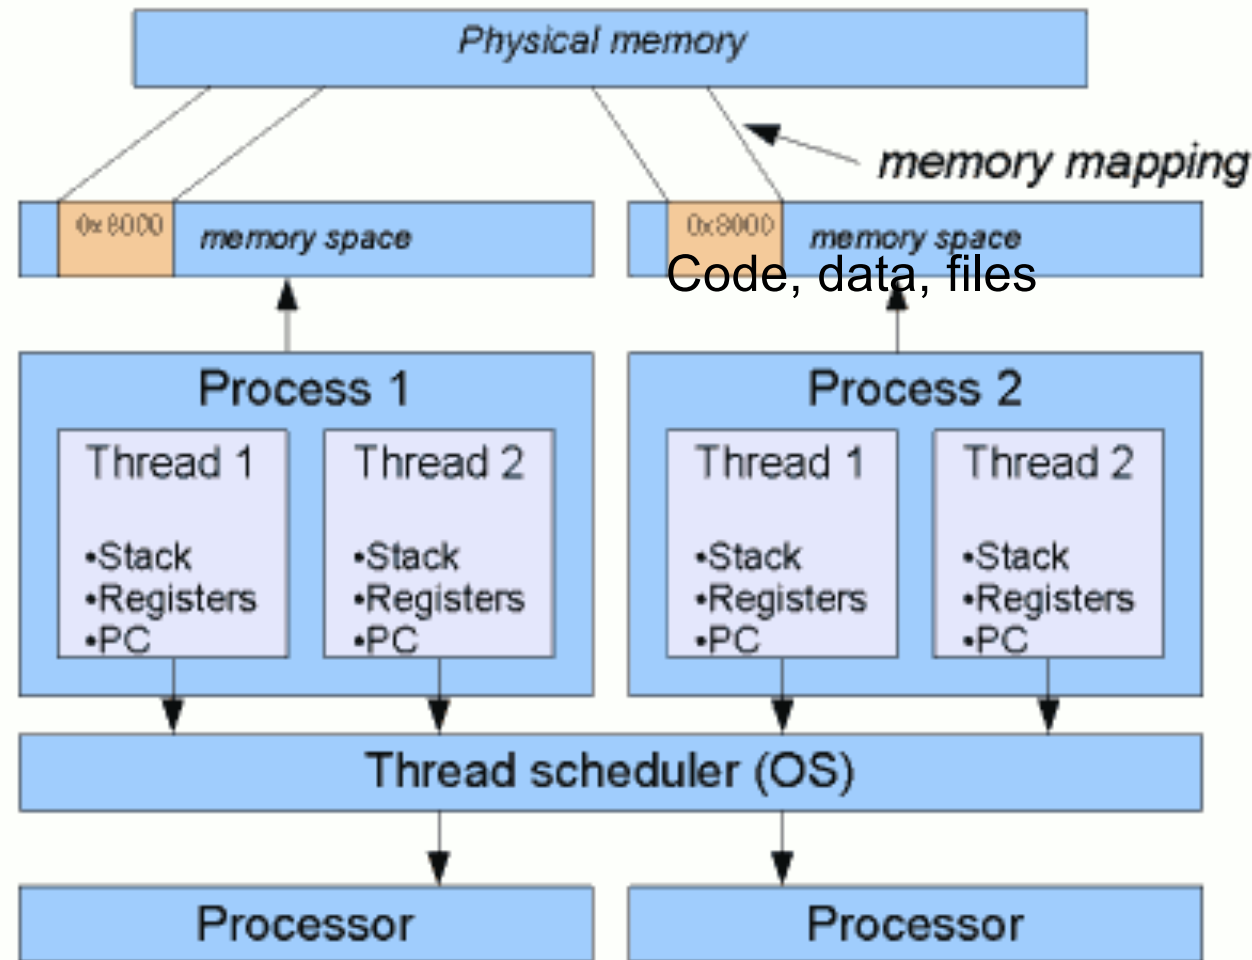 Physical memory
memory mapping
0x8000
memory space
0x8000
memory space
Code, data, files
Process 1
Process 2
Thread 1
Thread 2
Thread 1
Thread 2
•Stack
•Stack
•Stack
•Stack
•Registers
•Registers
•Registers
•Registers
•PC
•PC
•PC
•PC
Thread scheduler (OS)
Processor
Processor